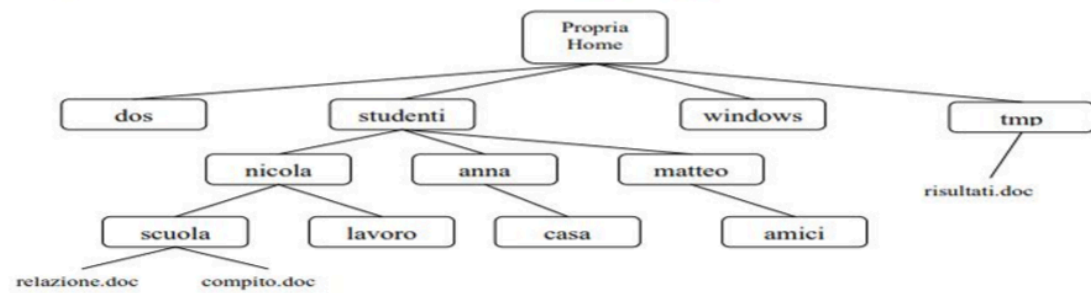 Propria
Home
dos
studenti
windows
tmp
nicola
anna
matteo
risultati.doc
scuola
lavoro
casa
amici
relazione.doc
compito.doc